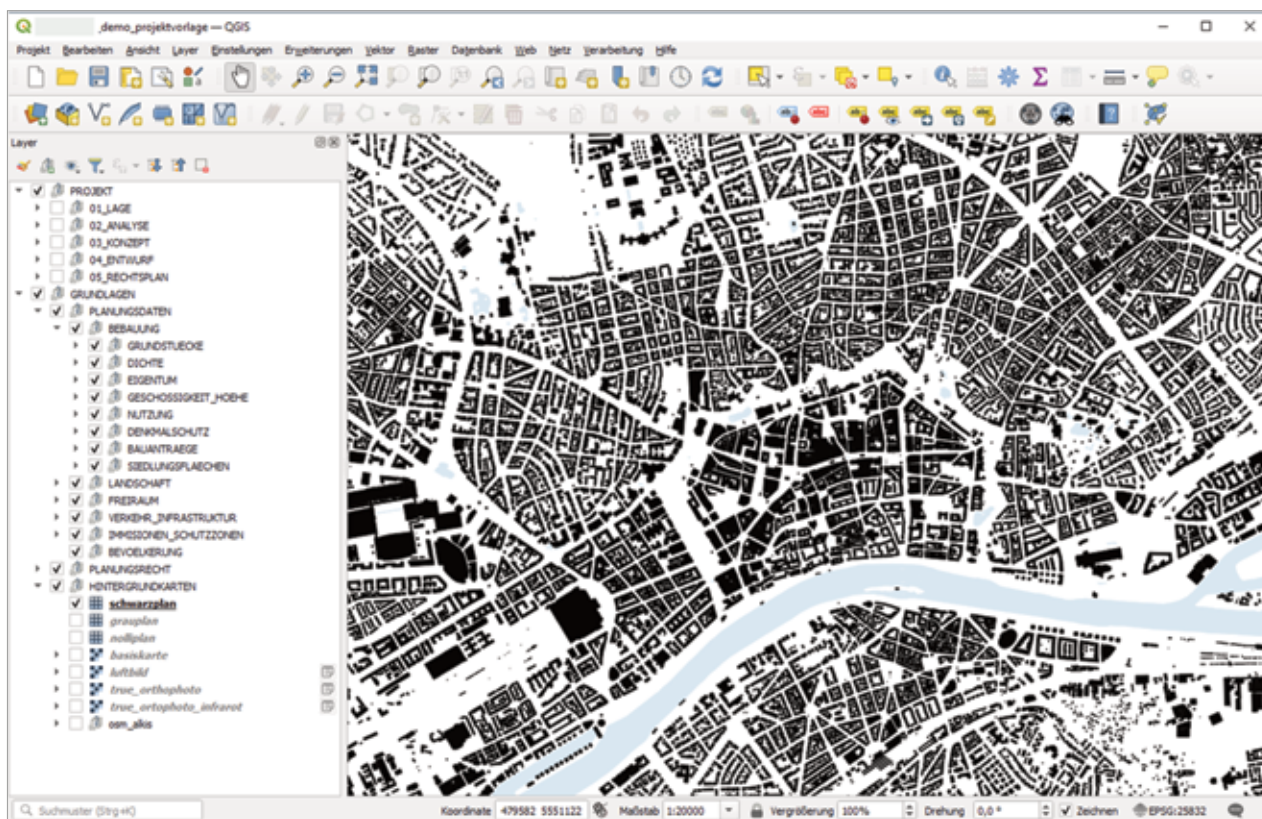 _demo_projektvorlage — QGIS
Projekt Bearbeiten Ansicht Layer Einstellungen Erweiterungen Vektor Raster Datenbank Web Netz Verarbeitung Hilfe
Layer
PROJEKT
01_LAGE
02_ANALYSE
03_KONZEPT
04_ENTWURF
05_RECHTSPLAN
GRUNDLAGEN
PLANUNGSDATEN
BEBAUUNG
GRUNDSTUECKE
DICHTE
EIGENTUM
GESCHOSSIGKEIT_HOEHE
NUTZUNG
DENKMALSCHUTZ
BAUANTRAEGE
SIEDLUNGSFLAECHEN
LANDSCHAFT
FREIRAUM
VERKEHR_INFRASTRUKTUR
IMMISIONEN_SCHUTZZONEN
BEVOELKERUNG
PLANUNGSRECHT
HINTERGRUNDKARTEN
schwarzplan
grauplan
nolliplan
basiskarte
luftbild
true_orthophoto
true_ortophoto_infrarot
osm_alkis
Suchmuster (Strg+K) Koordinate 479582 5551122 Maßstab 1:20000 Vergrößerung 100% Drehung 0,0 ° Zeichnen EPSG:25832